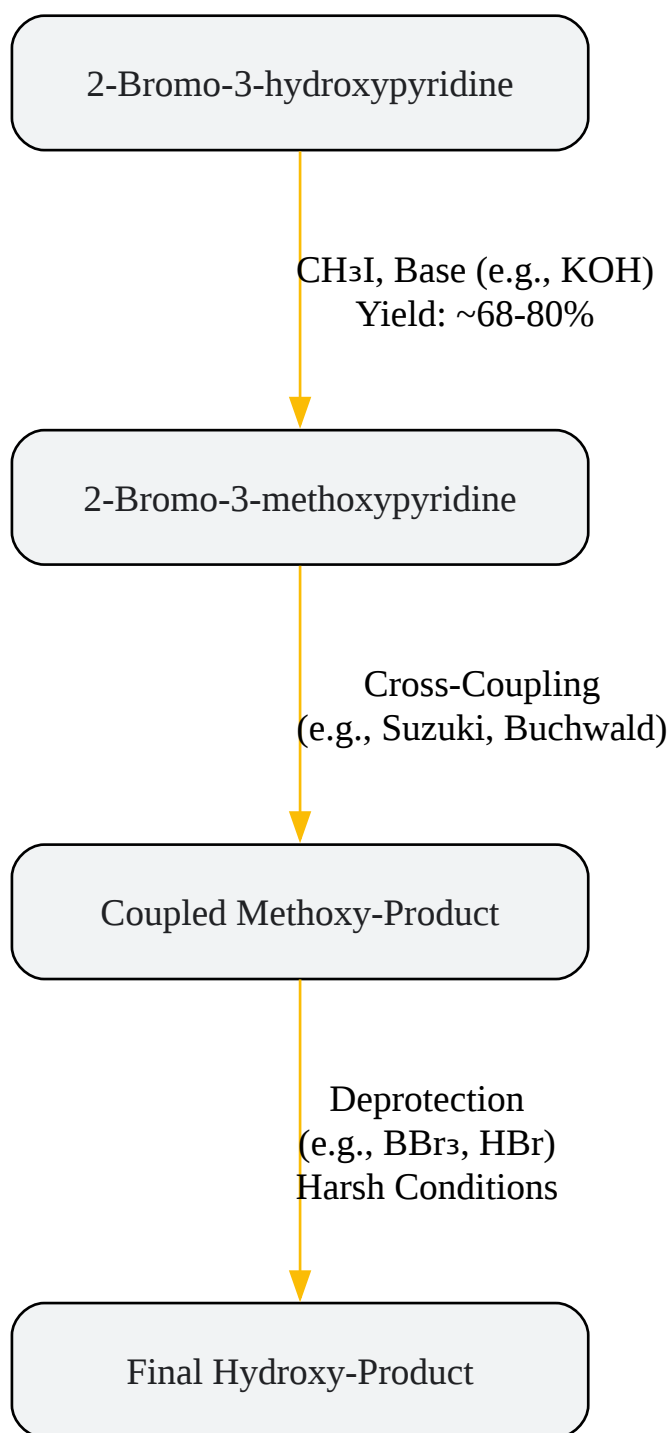 2-Bromo-3-hydroxypyridine
CH₃I, Base (e.g., KOH)
Yield: ~68-80%
2-Bromo-3-methoxypyridine
Cross-Coupling
(e.g., Suzuki, Buchwald)
Coupled Methoxy-Product
Deprotection
(e.g., BBr₃, HBr)
Harsh Conditions
Final Hydroxy-Product